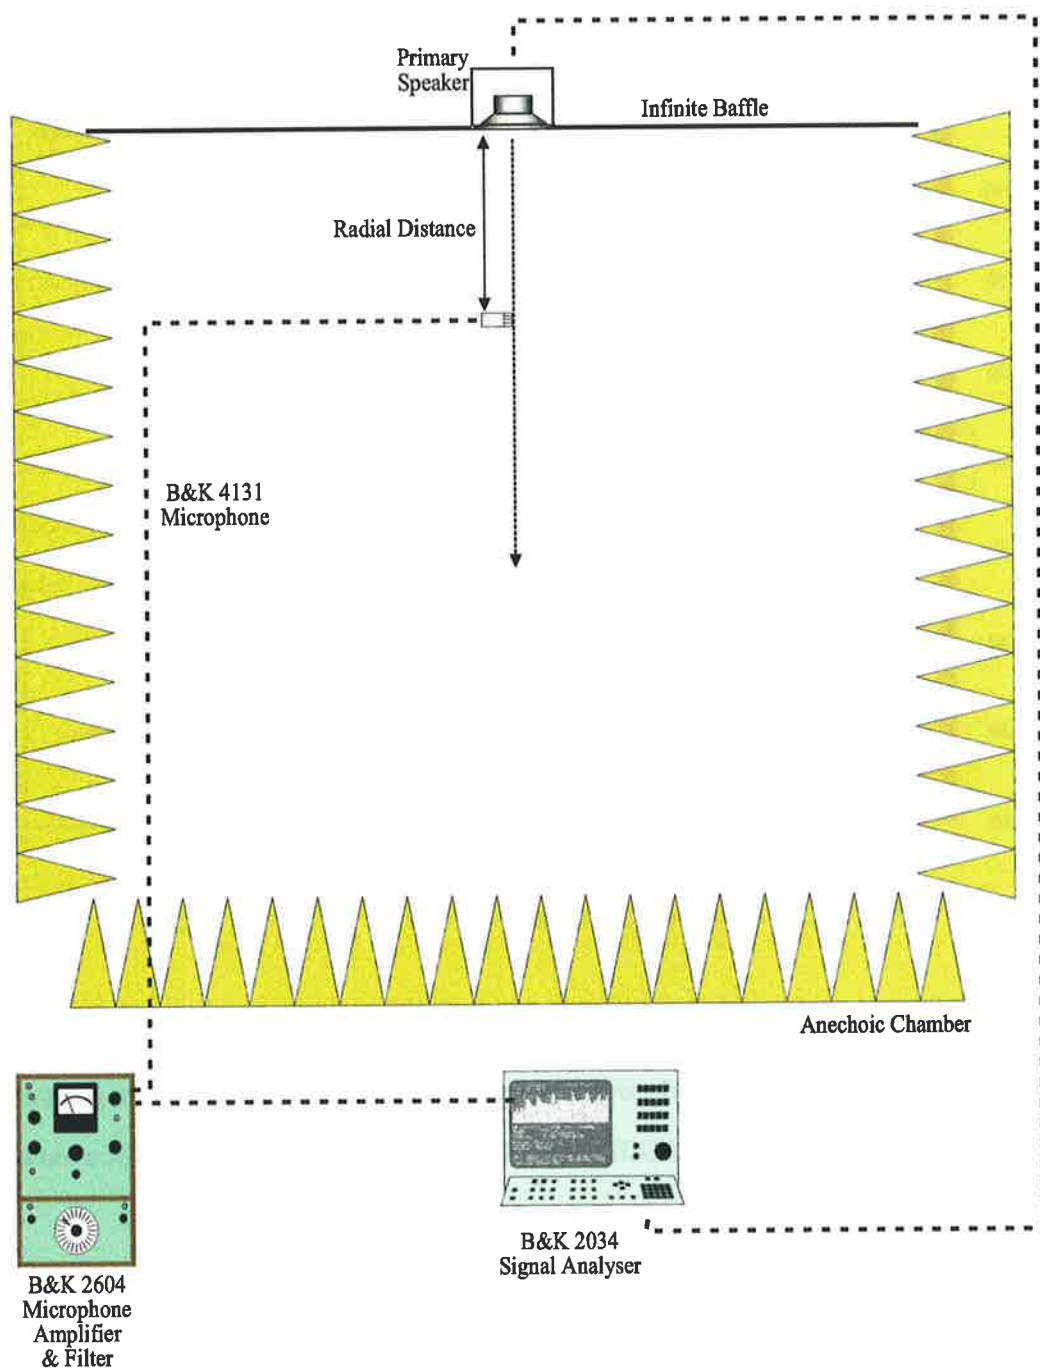 Primary
Speaker
Infinite Baffle
Radial Distance
B&K 4131
Microphone
Anechoic Chamber
B&K 2034
Signal Analyser
B&K 2604
Microphone
Amplifier
& Filter